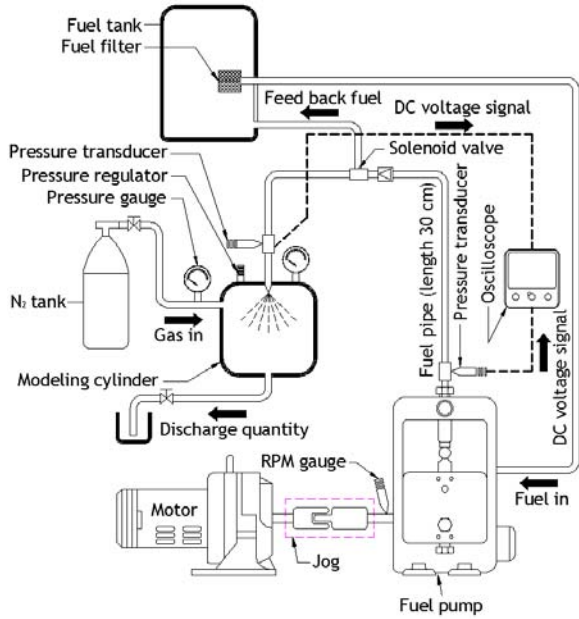 Fuel tank
Fuel filter
Feed back fuel
DC voltage signal
Solenoid valve
Pressure transducer
Pressure regulator
Pressure gauge
N₂ tank
Gas in
Modeling cylinder
Discharge quantity
Fuel pipe (length 30 cm)
Pressure transducer
Oscilloscope
DC voltage signal
RPM gauge
Fuel in
Motor
Jog
Fuel pump